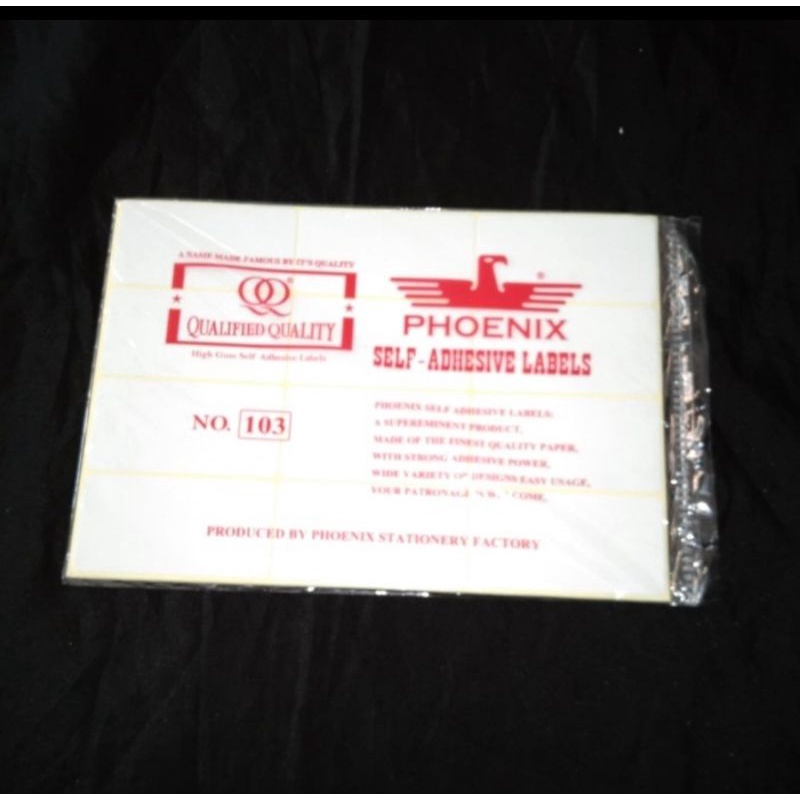 A NAME MADE FAMOUS BY IT'S QUALITY
QQ®
QUALIFIED QUALITY
High Gum Self-Adhesive Labels
®
PHOENIX
SELF-ADHESIVE LABELS
NO. 103
PHOENIX SELF ADHESIVE LABELS:
A SUPEREMINENT PRODUCT,
MADE OF THE FINEST QUALITY PAPER,
WITH STRONG ADHESIVE POWER,
WIDE VARIETY OF DESIGNS EASY USAGE,
YOUR PATRONAGE
PRODUCED BY PHOENIX STATIONERY FACTORY